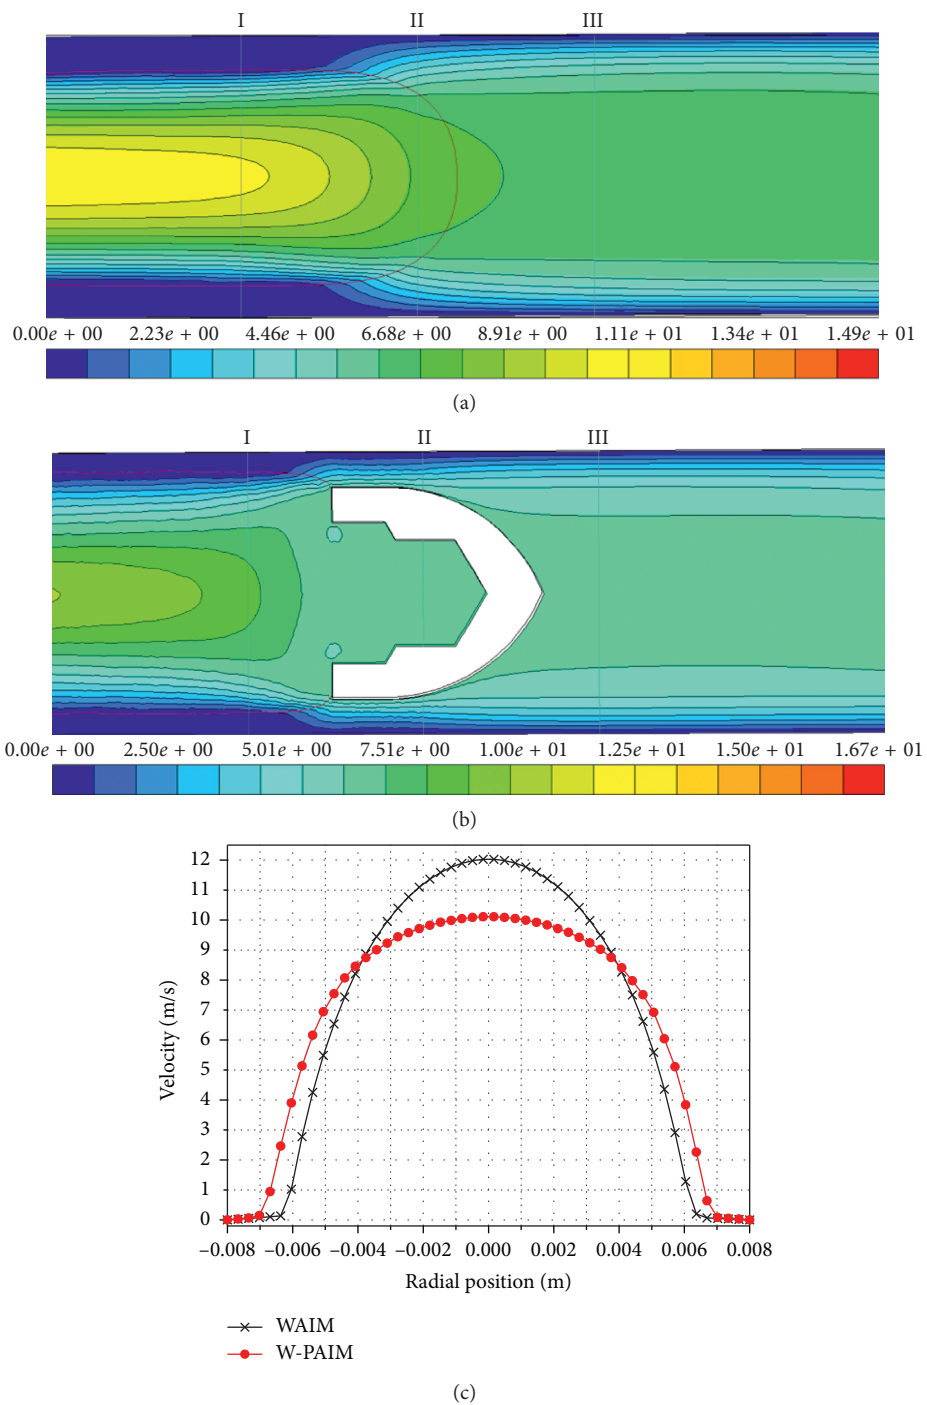 I II III
0.00e + 00 2.23e + 00 4.46e + 00 6.68e + 00 8.91e + 00 1.11e + 01 1.34e + 01 1.49e + 01
(a)
I II III
0.00e + 00 2.50e + 00 5.01e + 00 7.51e + 00 1.00e + 01 1.25e + 01 1.50e + 01 1.67e + 01
(b)
12
11
10
9
8
7
6
5
4
3
2
1
0
Velocity (m/s)
−0.008 −0.006 −0.004 −0.002 0.000 0.002 0.004 0.006 0.008
Radial position (m)
WAIM
W-PAIM
(c)